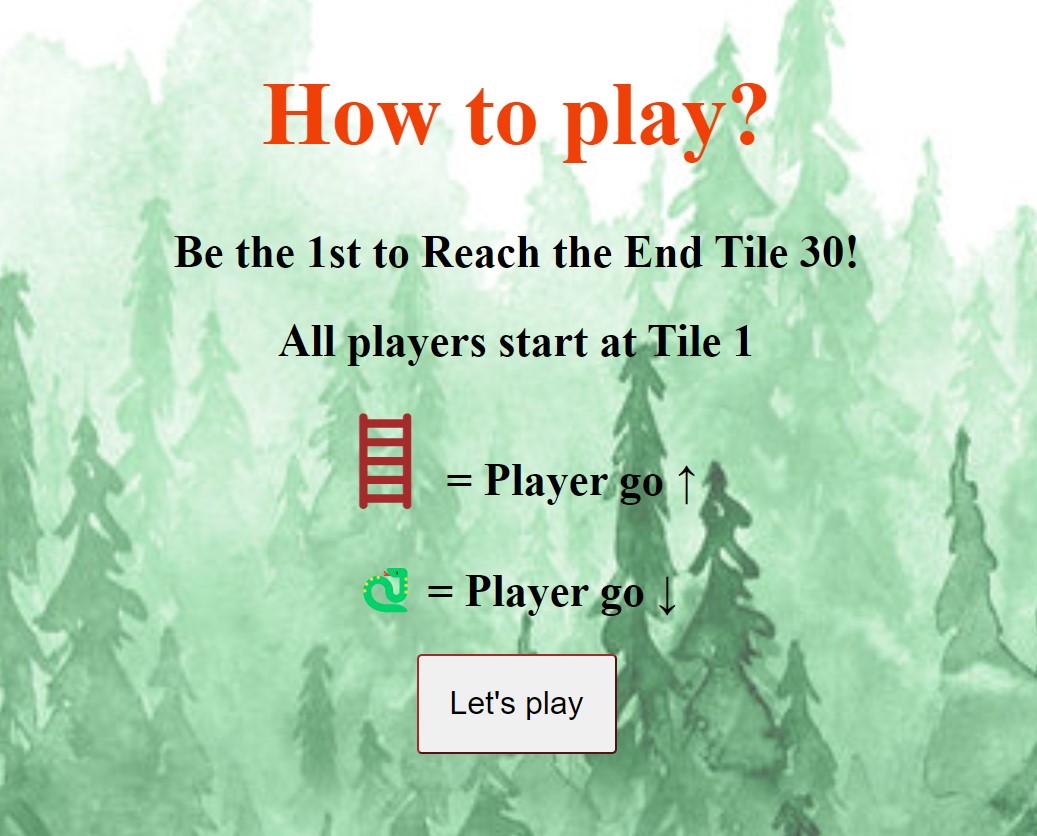 How to play?
Be the 1st to Reach the End Tile 30!
All players start at Tile 1
= Player go ↑
= Player go ↓
Let's play